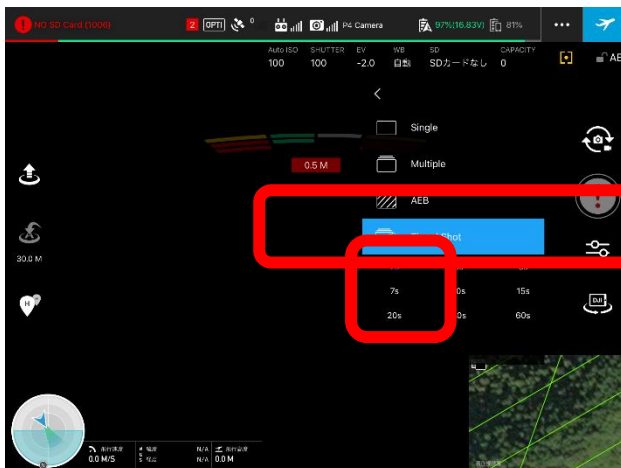 NO SD Card (1006)
2 OPTI 0 P4 Camera 97%(16.83V) 81%
Auto ISO SHUTTER EV WB SD CAPACITY
100 100 -2.0 自動 SDカードなし 0 AE
Single
0.5 M Multiple
AEB
Shot
30.0 M
7s 15s
H
20s 60s
DJI
N/A
0.0 M/S N/A 0.0 M